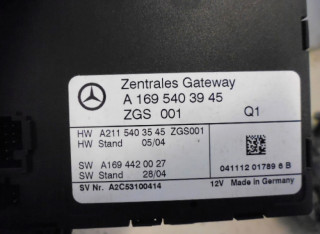 Zentrales Gateway
A 169 540 39 45
ZGS 001 Q1
HW A211 540 35 45 ZGS001
HW Stand 05/04
SW A169 442 00 27
SW Stand 28/04
041112 01789 6 B
SV Nr. A2C53100414 12V Made in Germany